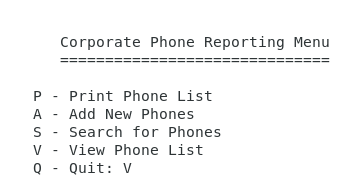 Corporate Phone Reporting Menu
==============================
P - Print Phone List
A - Add New Phones
S - Search for Phones
V - View Phone List
Q - Quit: V